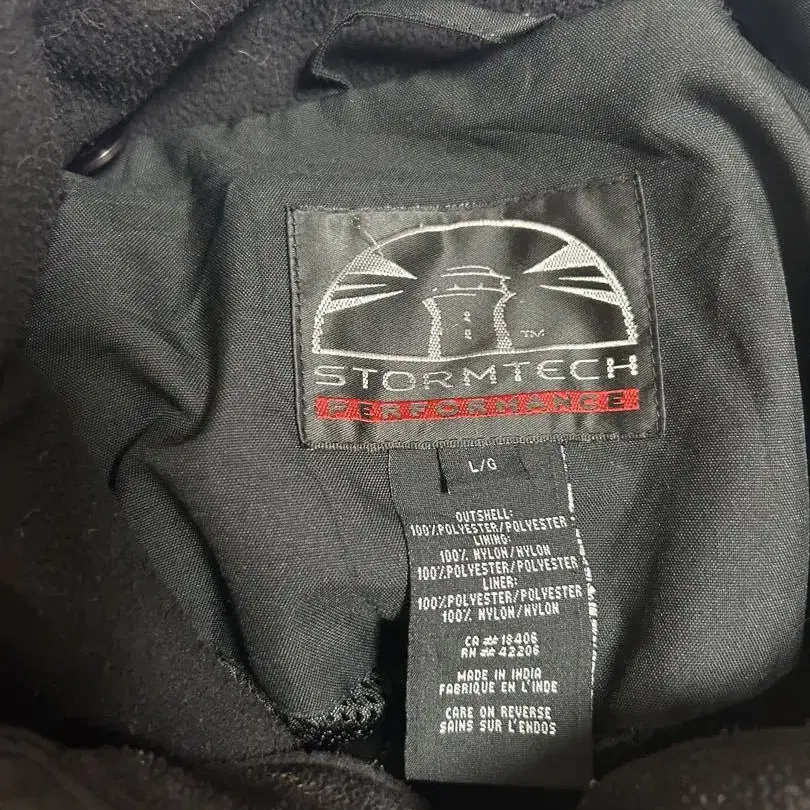 TM
STORMTECH
PERFORMANCE
L/G
OUTSHELL:
100%POLYESTER/POLYESTER
LINING:
100% NYLON/NYLON
100%POLYESTER/POLYESTER
LINER:
100%POLYESTER/POLYESTER
100% NYLON/NYLON
CA # 18406
RN # 42206
MADE IN INDIA
FABRIQUE EN L'INDE
CARE ON REVERSE
SAINS SUR L'ENDOS